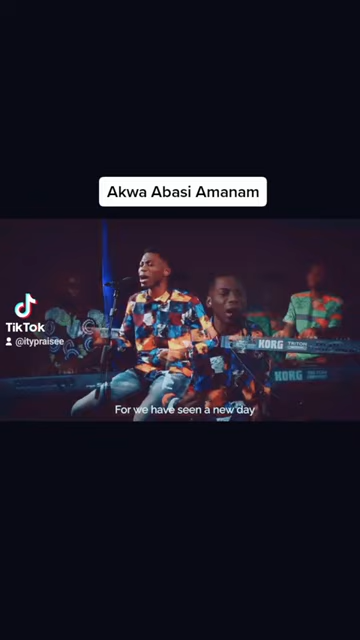 Akwa Abasi Amanam
TikTok
@itypraisee
KORG
KORG
For we have seen a new day